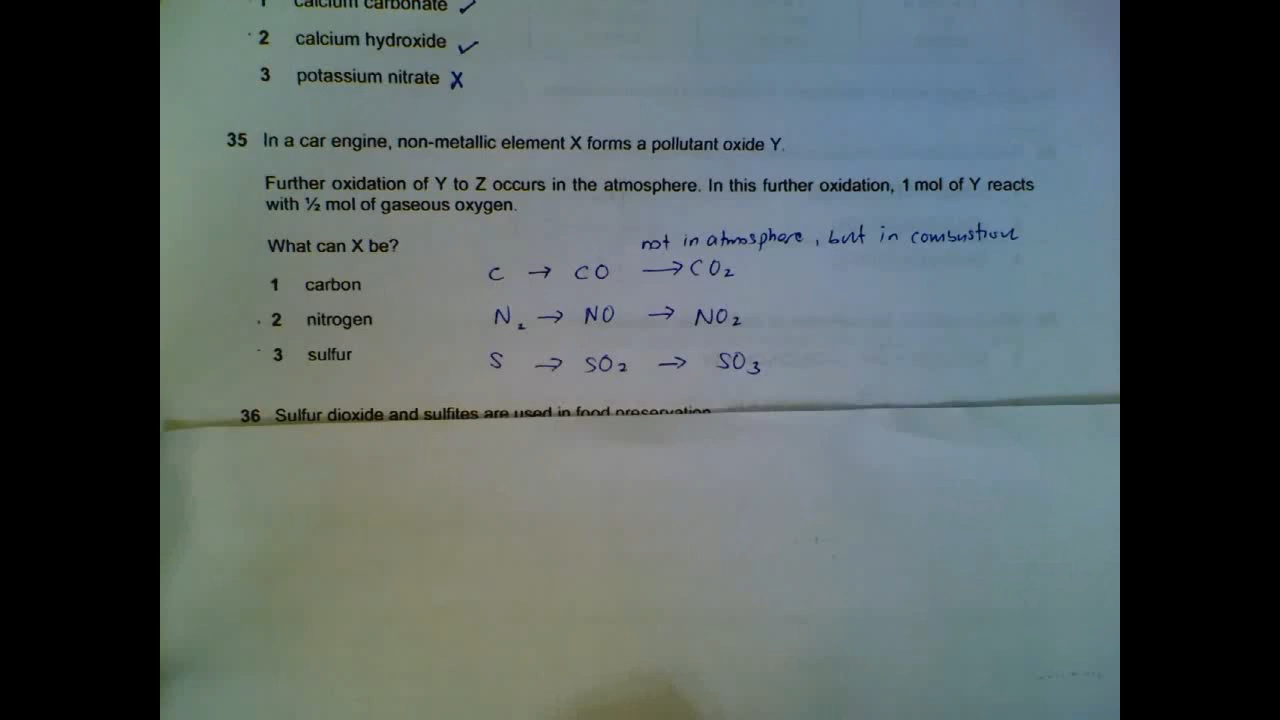 1 calcium carbonate ✓
2 calcium hydroxide ✓
3 potassium nitrate X
35 In a car engine, non-metallic element X forms a pollutant oxide Y.
Further oxidation of Y to Z occurs in the atmosphere. In this further oxidation, 1 mol of Y reacts
with ½ mol of gaseous oxygen.
What can X be?
not in atmosphere, but in combustion
C → CO → CO₂
1 carbon
2 nitrogen N₂ → NO → NO₂
3 sulfur S → SO₂ → SO₃
36 Sulfur dioxide and sulfites are used in food preservation